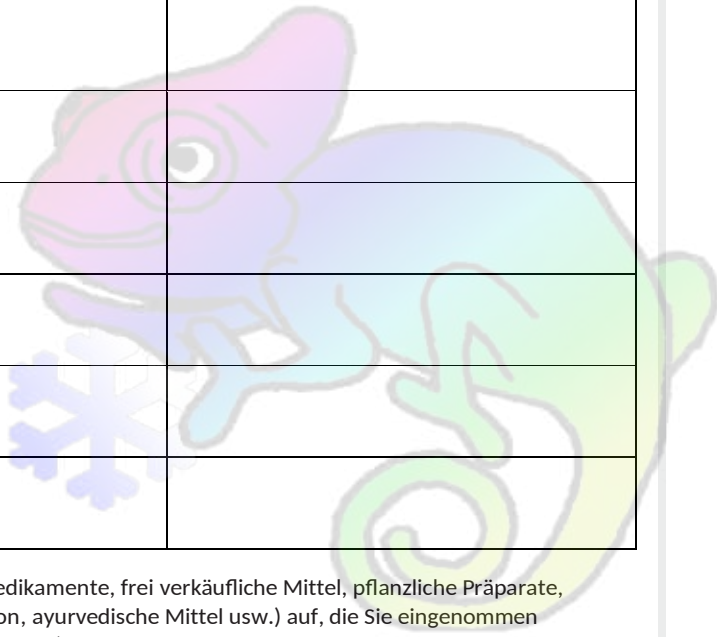 edikamente, frei verkäufliche Mittel, pflanzliche Präparate,
on, ayurvedische Mittel usw.) auf, die Sie eingenommen